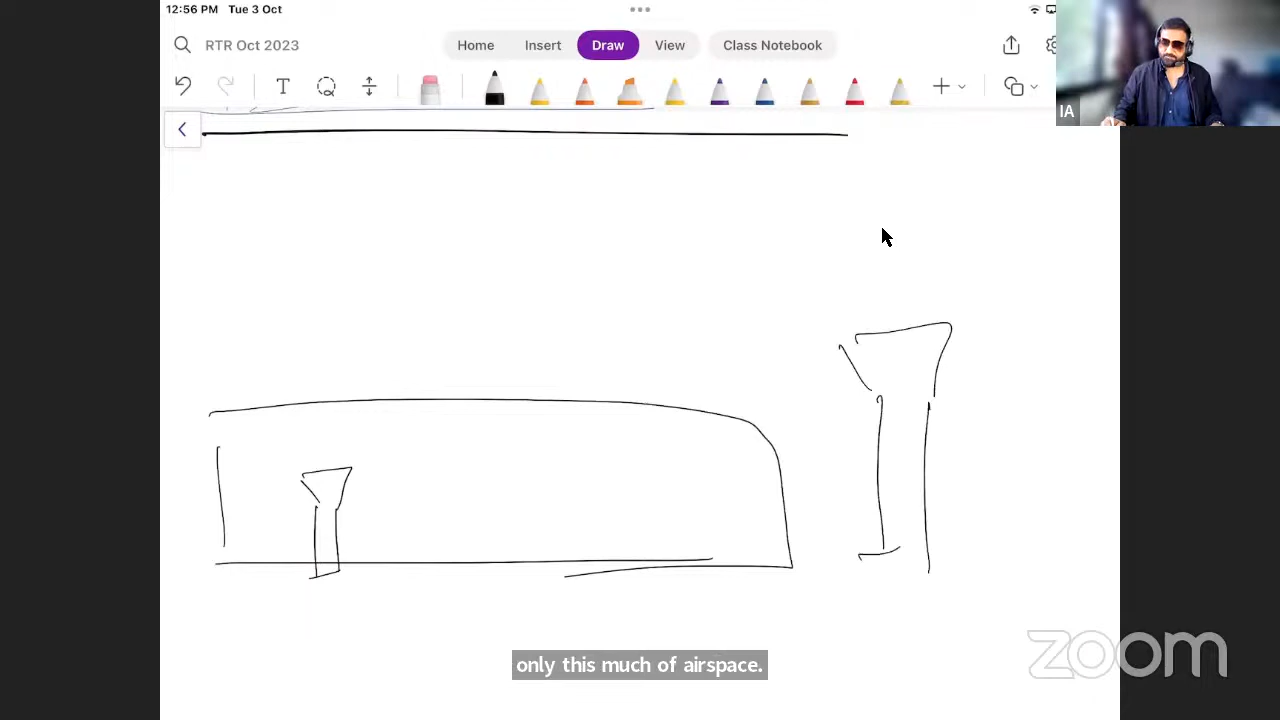 12:56 PM Tue 3 Oct
RTR Oct 2023
Home Insert Draw View Class Notebook
T
IA
only this much of airspace.
zoom